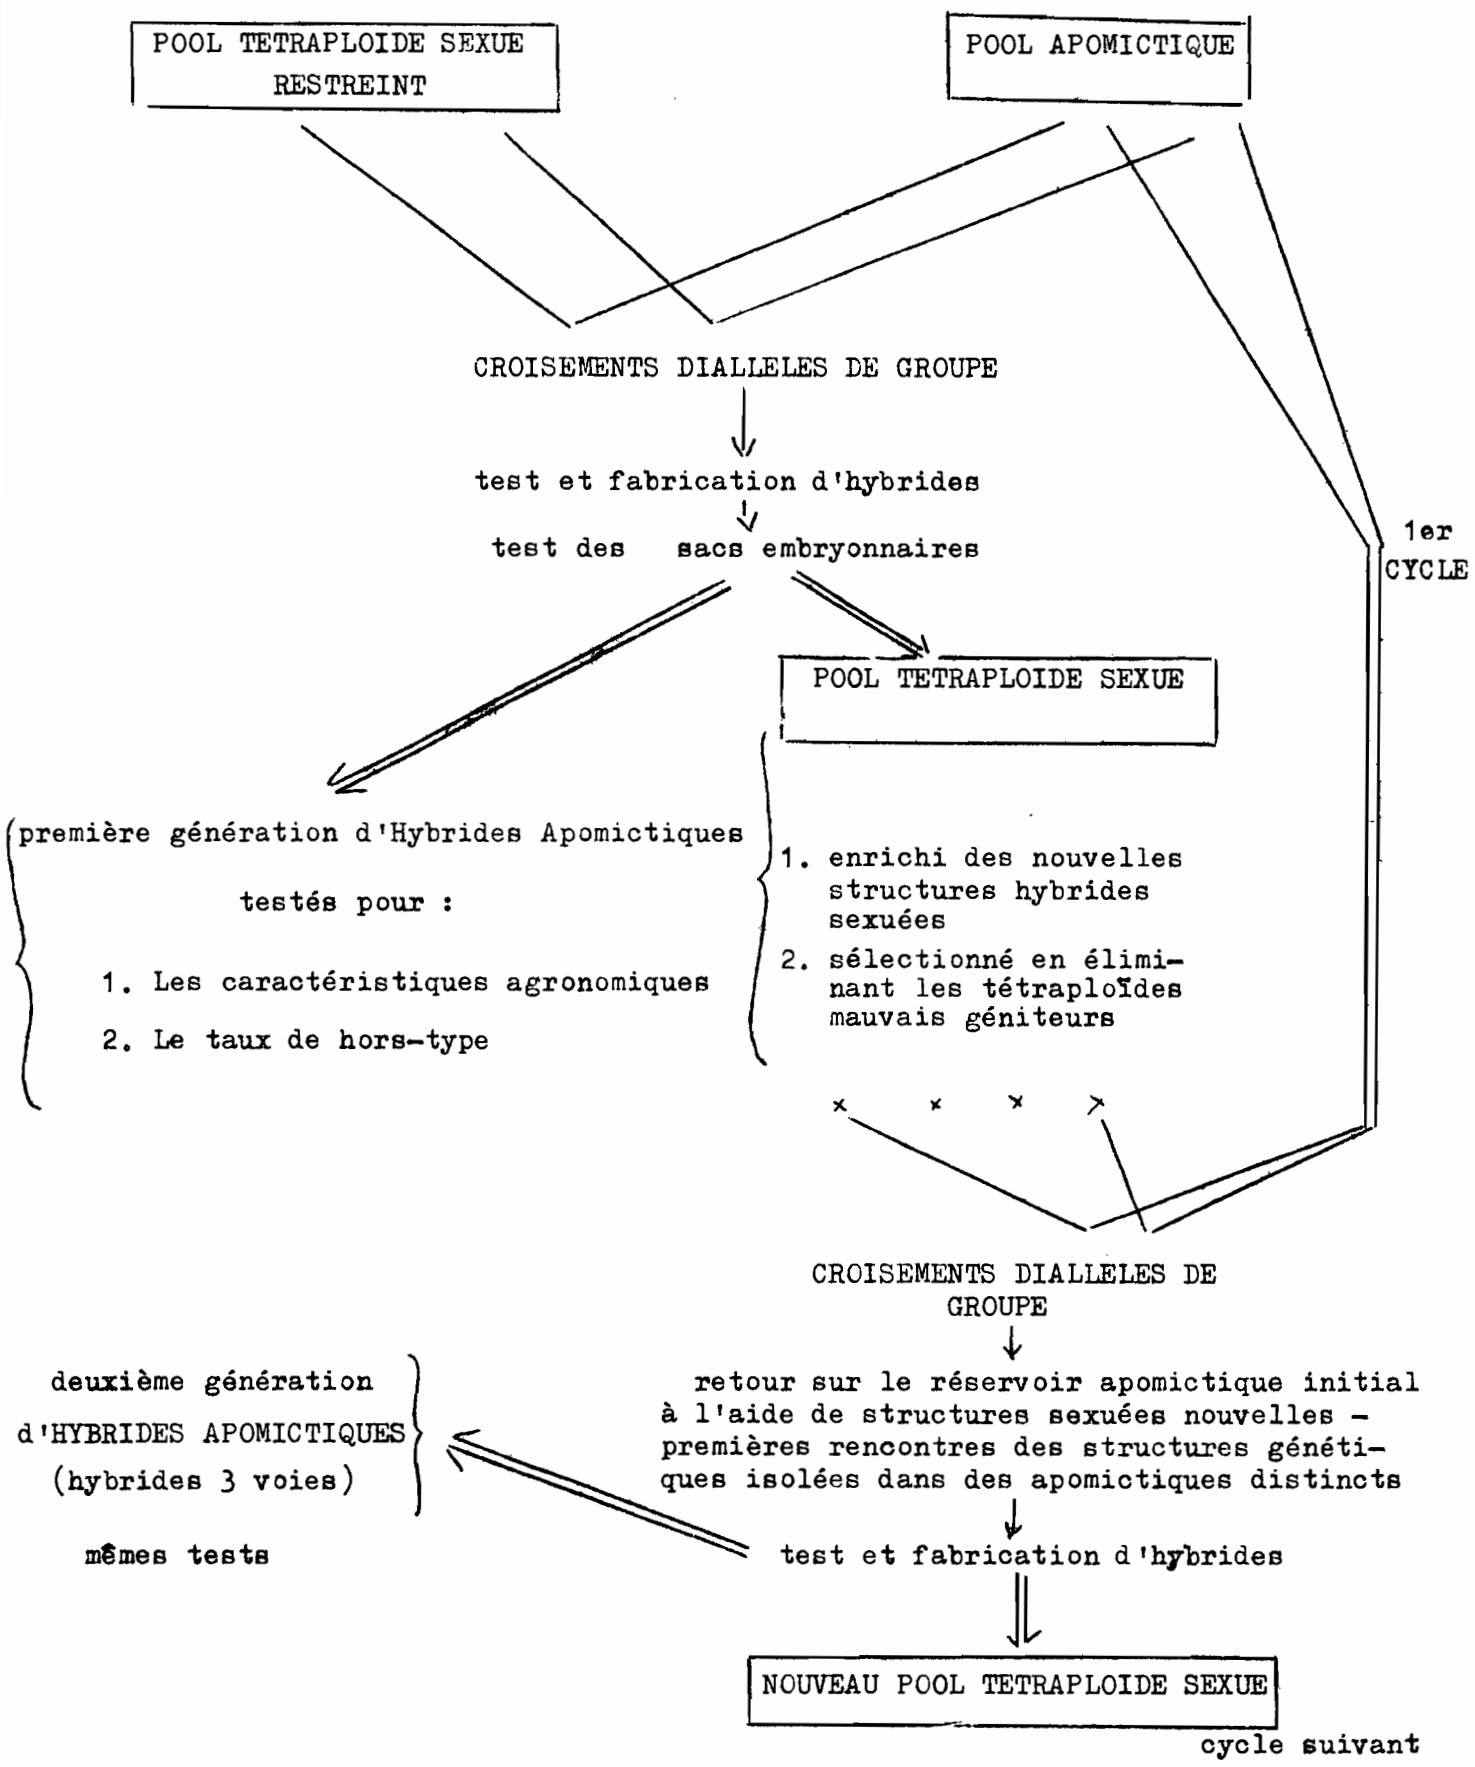 POOL TETRAPLOIDE SEXUE
RESTREINT
POOL APOMICTIQUE
CROISEMENTS DIALLELES DE GROUPE
test et fabrication d'hybrides
test des sacs embryonnaires
1er
CYCLE
POOL TETRAPLOIDE SEXUE
première génération d'Hybrides Apomictiques
testés pour :
1. Les caractéristiques agronomiques
2. Le taux de hors-type
1. enrichi des nouvelles
structures hybrides
sexuées
2. sélectionné en élimi-
nant les tétraploïdes
mauvais géniteurs
x x x x
CROISEMENTS DIALLELES DE
GROUPE
retour sur le réservoir apomictique initial
à l'aide de structures sexuées nouvelles -
premières rencontres des structures généti-
ques isolées dans des apomictiques distincts
deuxième génération
d'HYBRIDES APOMICTIQUES
(hybrides 3 voies)
mêmes tests
test et fabrication d'hybrides
NOUVEAU POOL TETRAPLOIDE SEXUE
cycle suivant